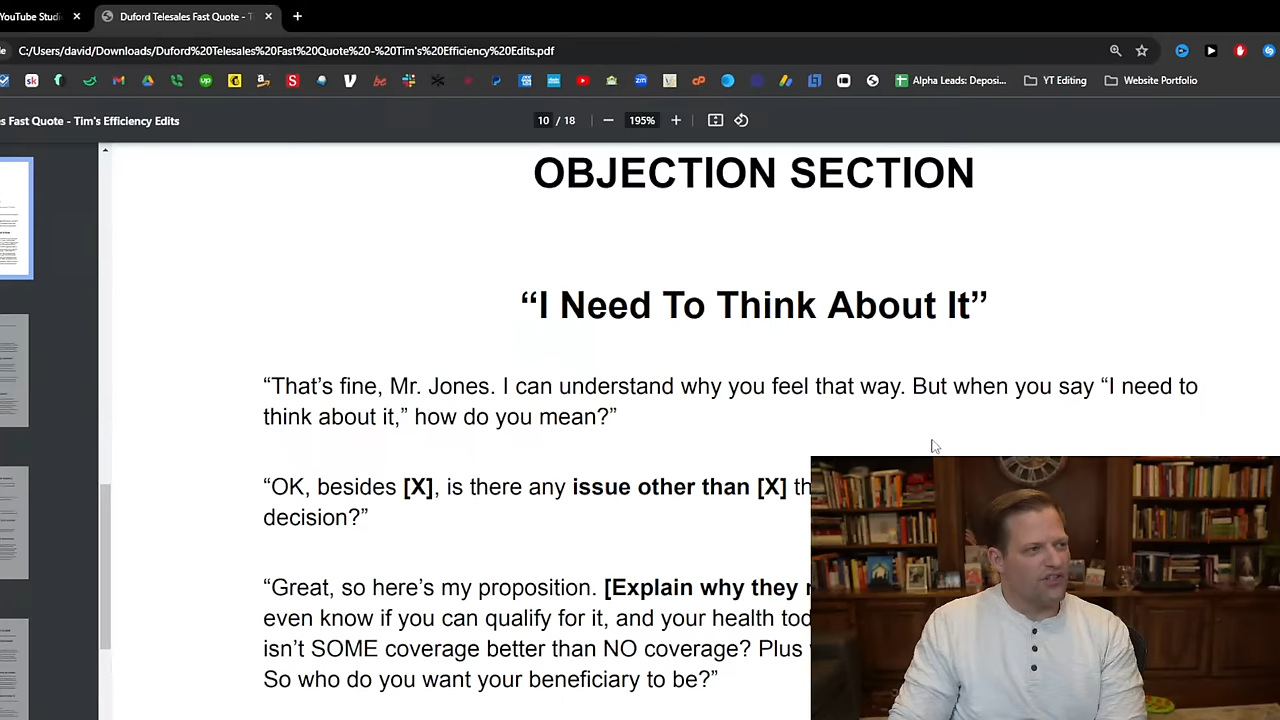 YouTube Studi
Duford Telesales Fast Quote - T
C:/Users/david/Downloads/Duford%20Telesales%20Fast%20Quote%20-%20Tim's%20Efficiency%20Edits.pdf
Alpha Leads: Deposi...
YT Editing
Website Portfolio
s Fast Quote - Tim's Efficiency Edits
10 / 18
195%
OBJECTION SECTION
“I Need To Think About It”
“That’s fine, Mr. Jones. I can understand why you feel that way. But when you say “I need to
think about it,” how do you mean?”
“OK, besides [X], is there any issue other than [X] th
decision?”
“Great, so here’s my proposition. [Explain why they
even know if you can qualify for it, and your health tod
isn’t SOME coverage better than NO coverage? Plus
So who do you want your beneficiary to be?”